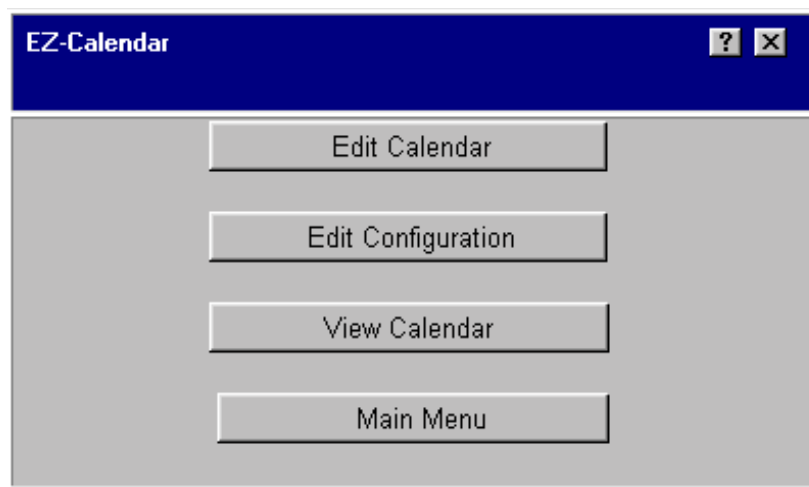 EZ-Calendar ? X
Edit Calendar
Edit Configuration
View Calendar
Main Menu